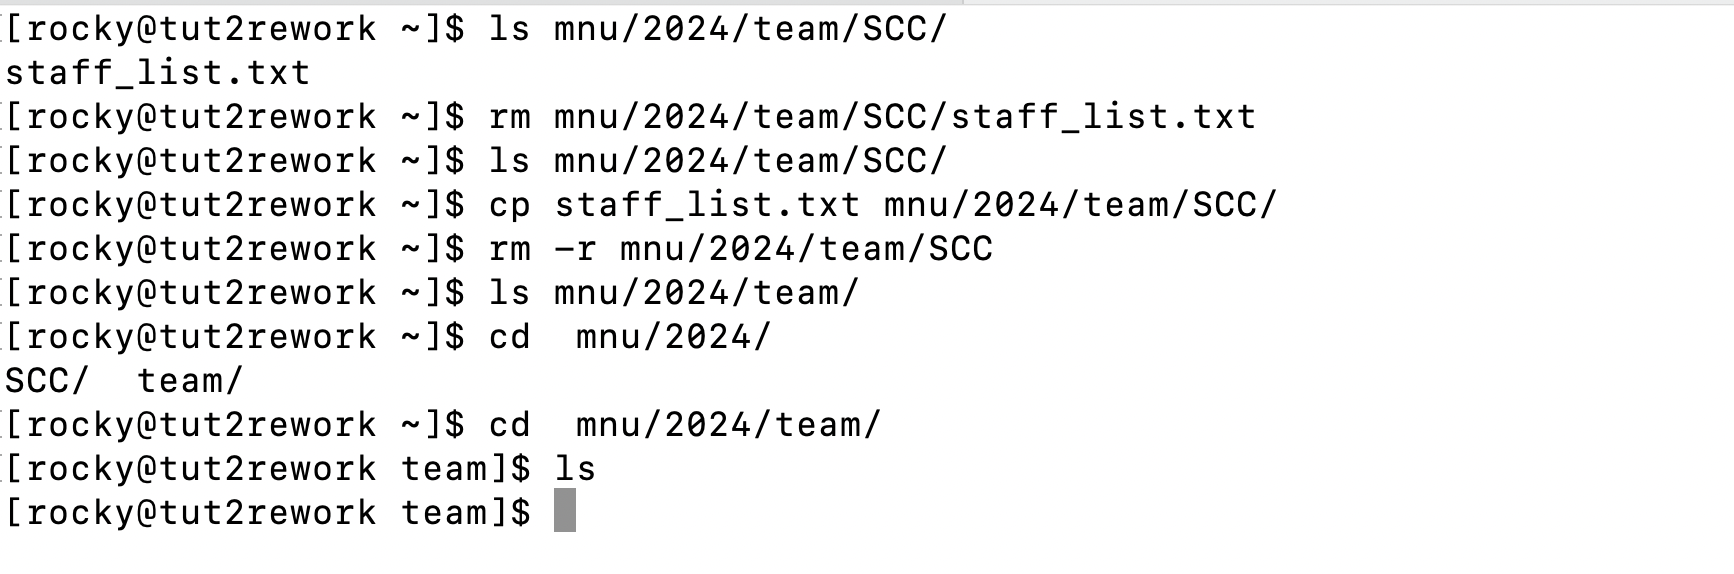 [rocky@tut2rework ~]$ ls mnu/2024/team/SCC/
staff_list.txt
[rocky@tut2rework ~]$ rm mnu/2024/team/SCC/staff_list.txt
[rocky@tut2rework ~]$ ls mnu/2024/team/SCC/
[rocky@tut2rework ~]$ cp staff_list.txt mnu/2024/team/SCC/
[rocky@tut2rework ~]$ rm -r mnu/2024/team/SCC
[rocky@tut2rework ~]$ ls mnu/2024/team/
[rocky@tut2rework ~]$ cd  mnu/2024/
SCC/  team/
[rocky@tut2rework ~]$ cd  mnu/2024/team/
[rocky@tut2rework team]$ ls
[rocky@tut2rework team]$